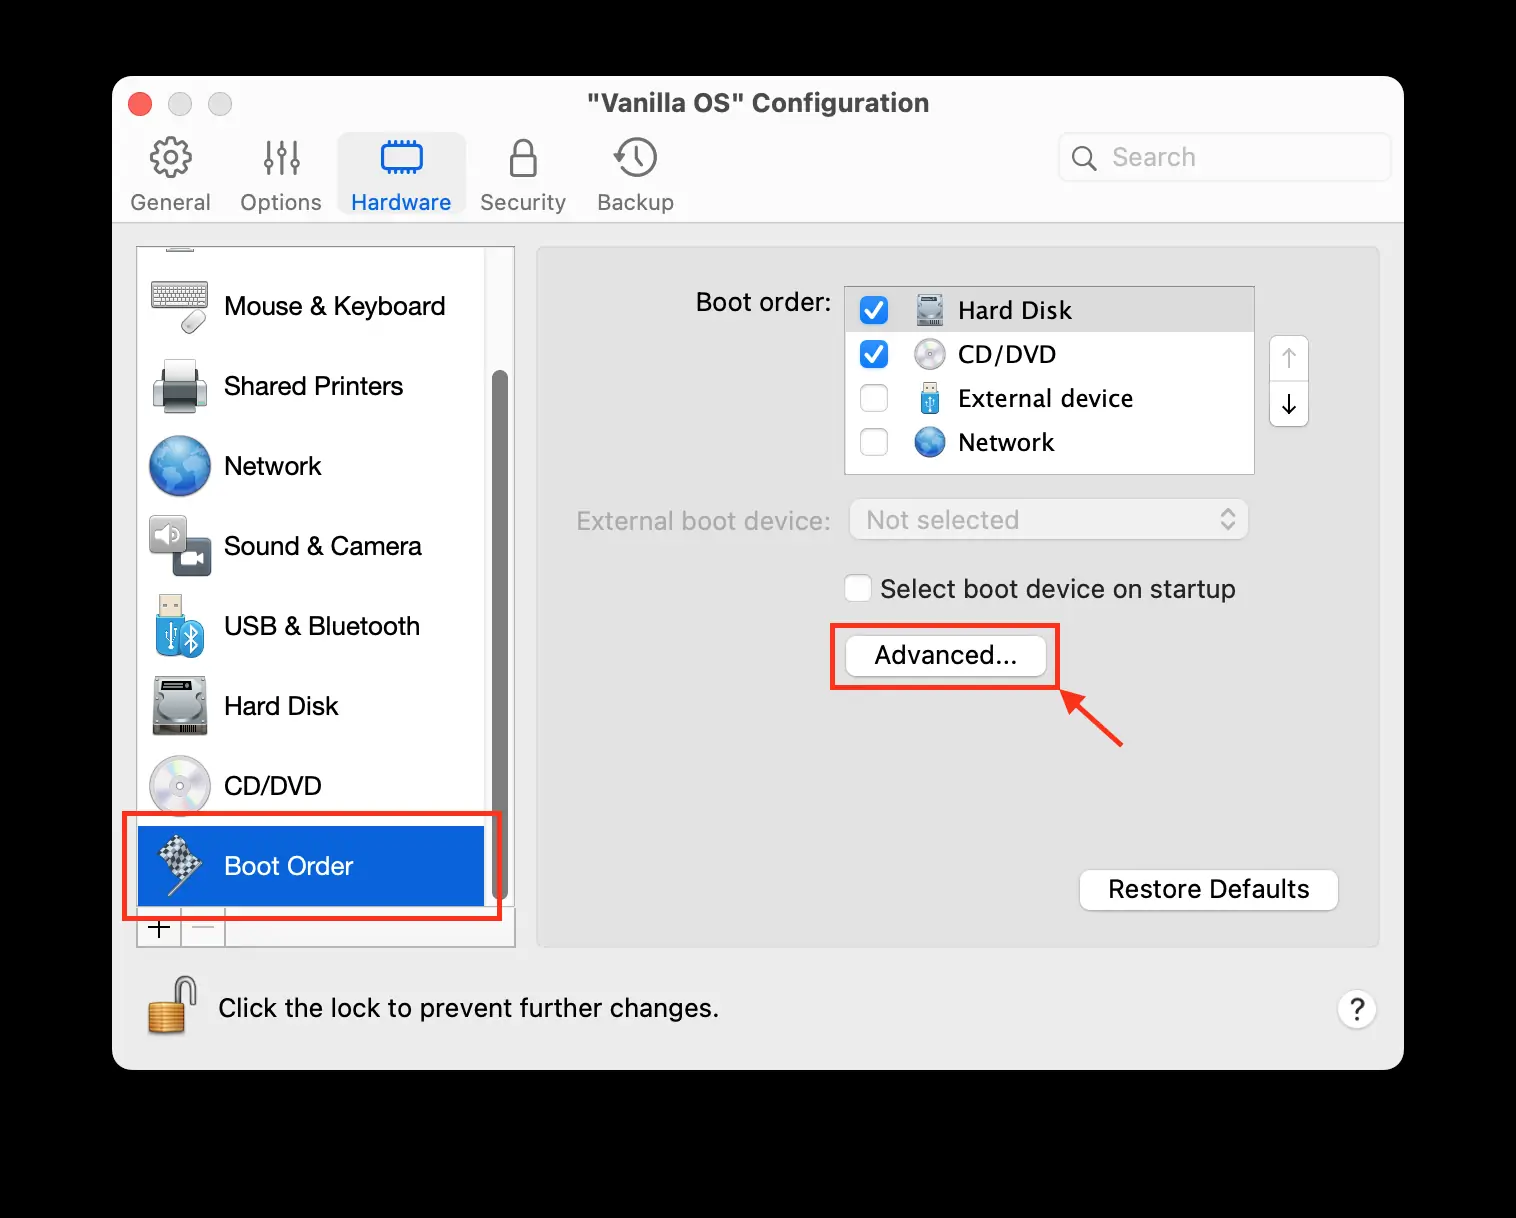 "Vanilla OS" Configuration
General
Options
Hardware
Security
Backup
Search
Mouse & Keyboard
Shared Printers
Network
Sound & Camera
USB & Bluetooth
Hard Disk
CD/DVD
Boot Order
Boot order:
Hard Disk
CD/DVD
External device
Network
External boot device:
Not selected
Select boot device on startup
Advanced...
Restore Defaults
Click the lock to prevent further changes.
?